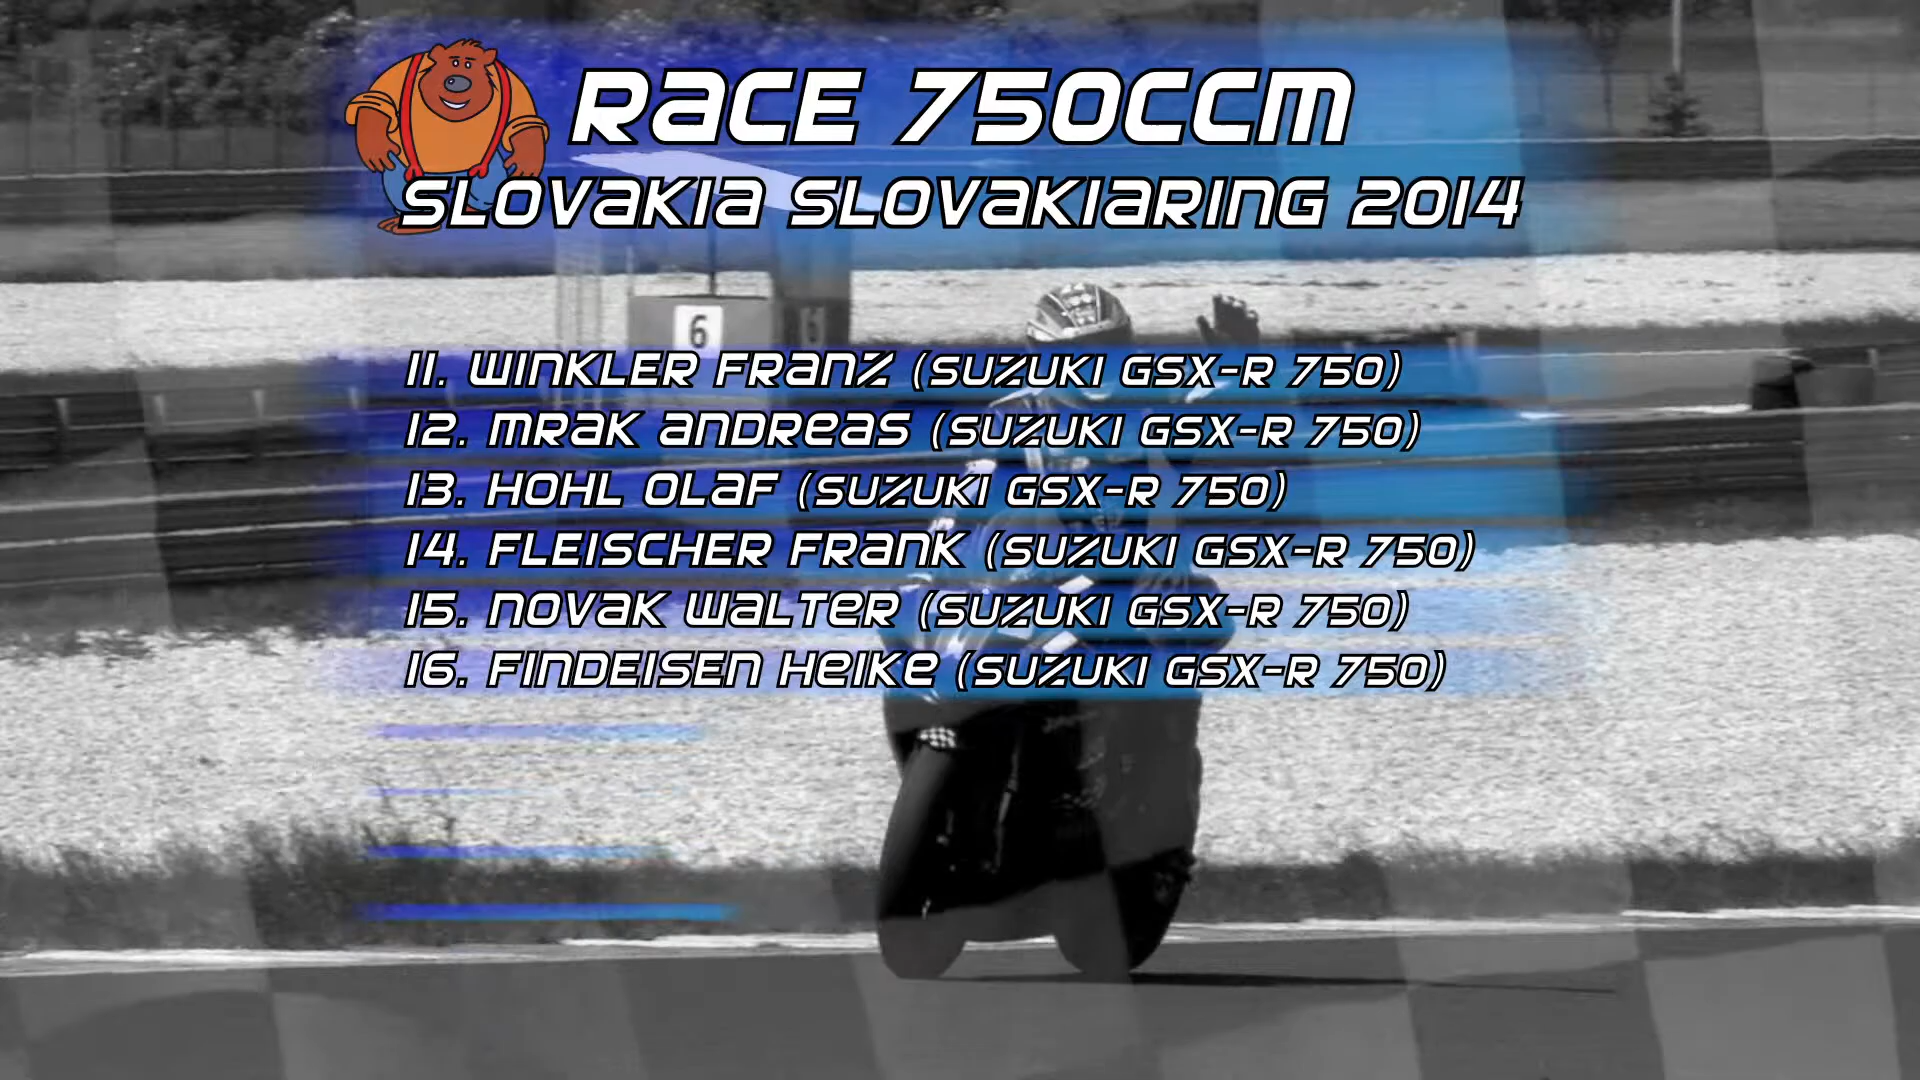 RACE 750CCM
SLOVAKIA SLOVAKIARING 2014
6
11. WINKLER FRANZ (SUZUKI GSX-R 750)
12. MRAK ANDREAS (SUZUKI GSX-R 750)
13. HOHL OLAF (SUZUKI GSX-R 750)
14. FLEISCHER FRANK (SUZUKI GSX-R 750)
15. NOVAK WALTER (SUZUKI GSX-R 750)
16. FINDEISEN HEIKE (SUZUKI GSX-R 750)